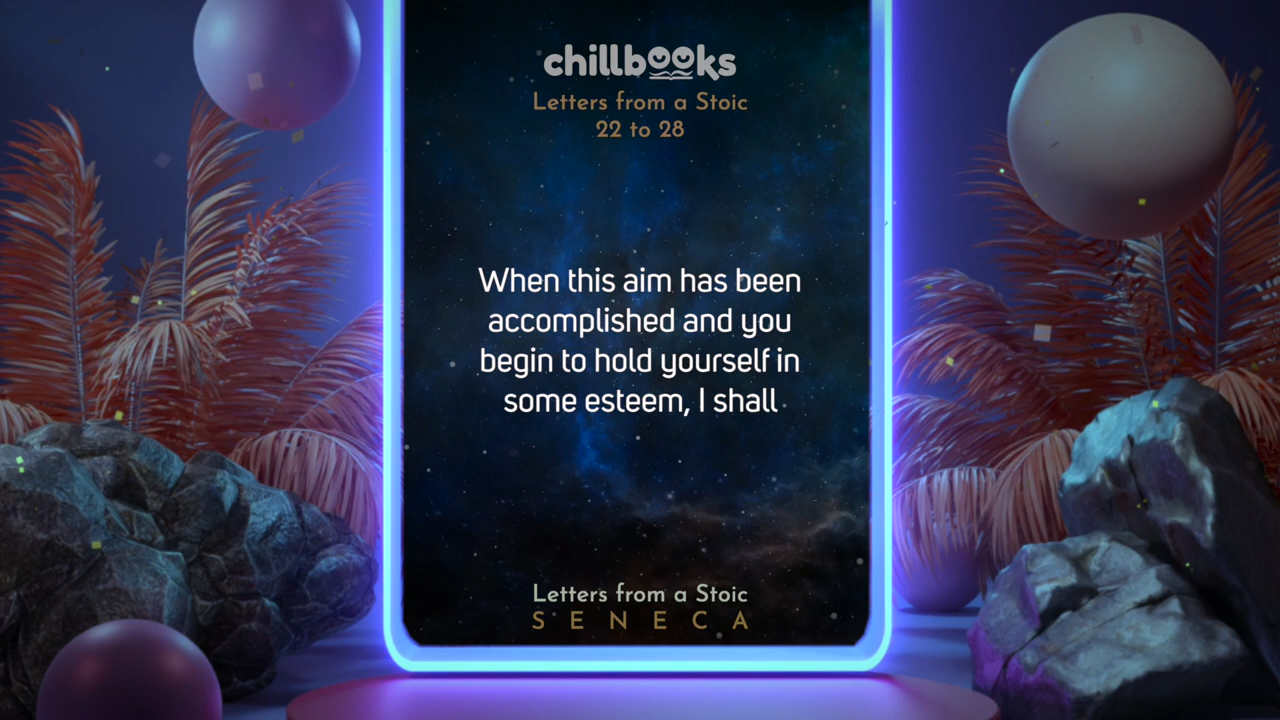 chillbooks
Letters from a Stoic
22 to 28
When this aim has been
accomplished and you
begin to hold yourself in
some esteem, I shall
Letters from a Stoic
SENECA